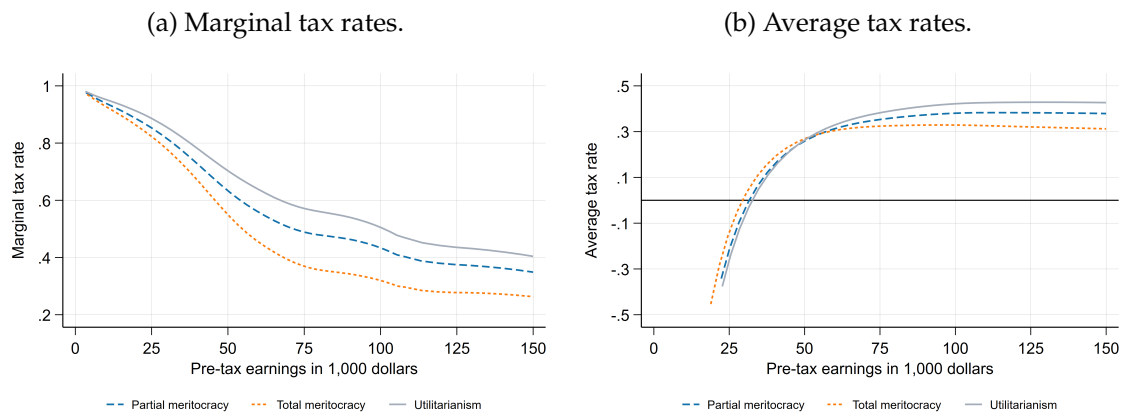 (a) Marginal tax rates.
Marginal tax rate
1
.8
.6
.4
.2
0 25 50 75 100 125 150
Pre-tax earnings in 1,000 dollars
Partial meritocracy Total meritocracy Utilitarianism
(b) Average tax rates.
Average tax rate
.5
.3
.1
-.1
-.3
-.5
0 25 50 75 100 125 150
Pre-tax earnings in 1,000 dollars
Partial meritocracy Total meritocracy Utilitarianism